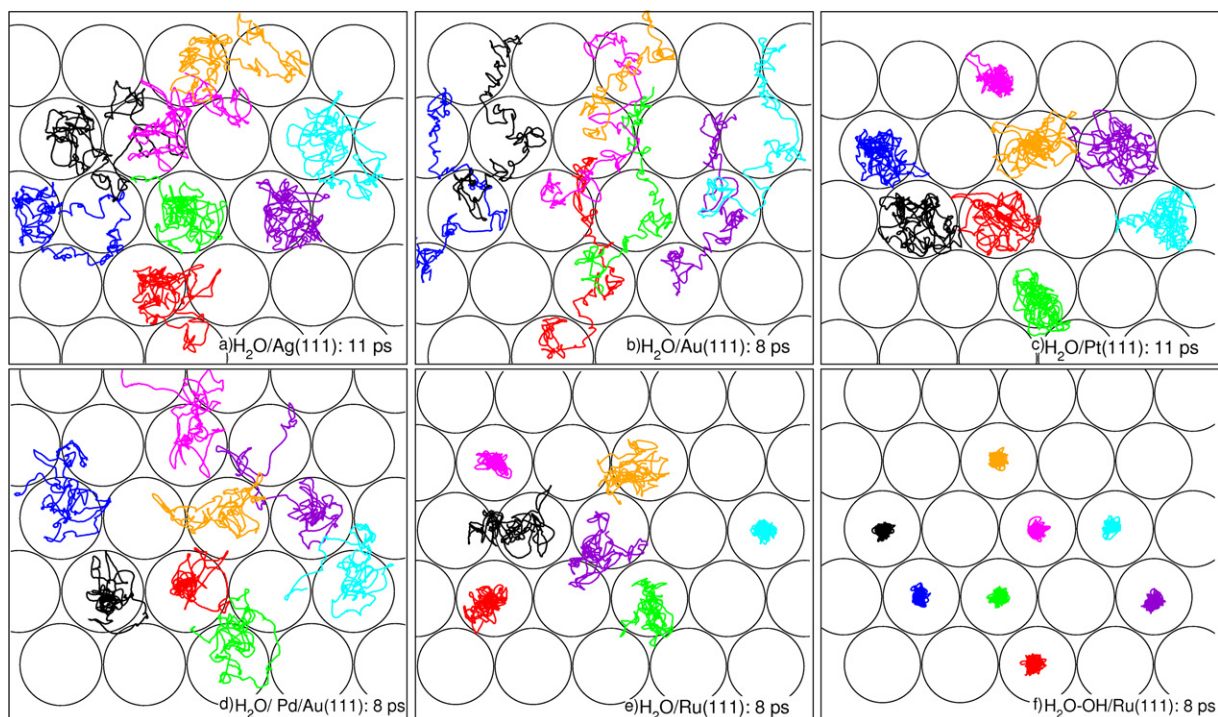 a)H₂O/Ag(111): 11 ps
b)H₂O/Au(111): 8 ps
c)H₂O/Pt(111): 11 ps
d)H₂O/ Pd/Au(111): 8 ps
e)H₂O/Ru(111): 8 ps
f)H₂O-OH/Ru(111): 8 ps